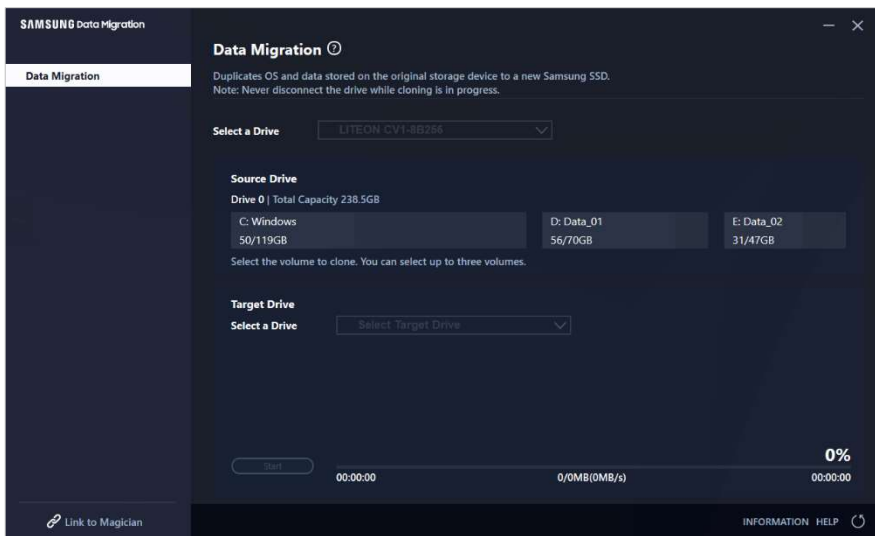 SAMSUNG Data Migration
Data Migration
Data Migration ?
Duplicates OS and data stored on the original storage device to a new Samsung SSD.
Note: Never disconnect the drive while cloning is in progress.
Select a Drive LITEON CV1-8B256
Source Drive
Drive 0 | Total Capacity 238.5GB
C: Windows D: Data_01 E: Data_02
50/119GB 56/70GB 31/47GB
Select the volume to clone. You can select up to three volumes.
Target Drive
Select a Drive Select Target Drive
0%
Start
00:00:00 0/0MB(0MB/s) 00:00:00
Link to Magician INFORMATION HELP